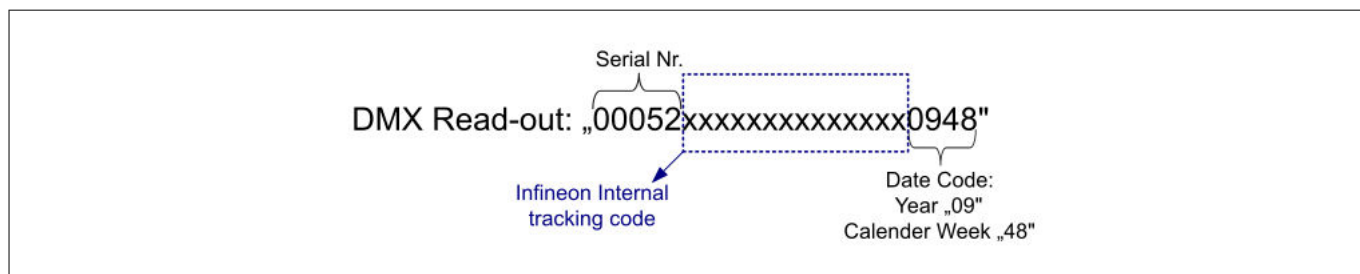 Serial Nr.
DMX Read-out: „00052xxxxxxxxxxxxxx0948"
Infineon Internal
tracking code
Date Code:
Year „09"
Calender Week „48"